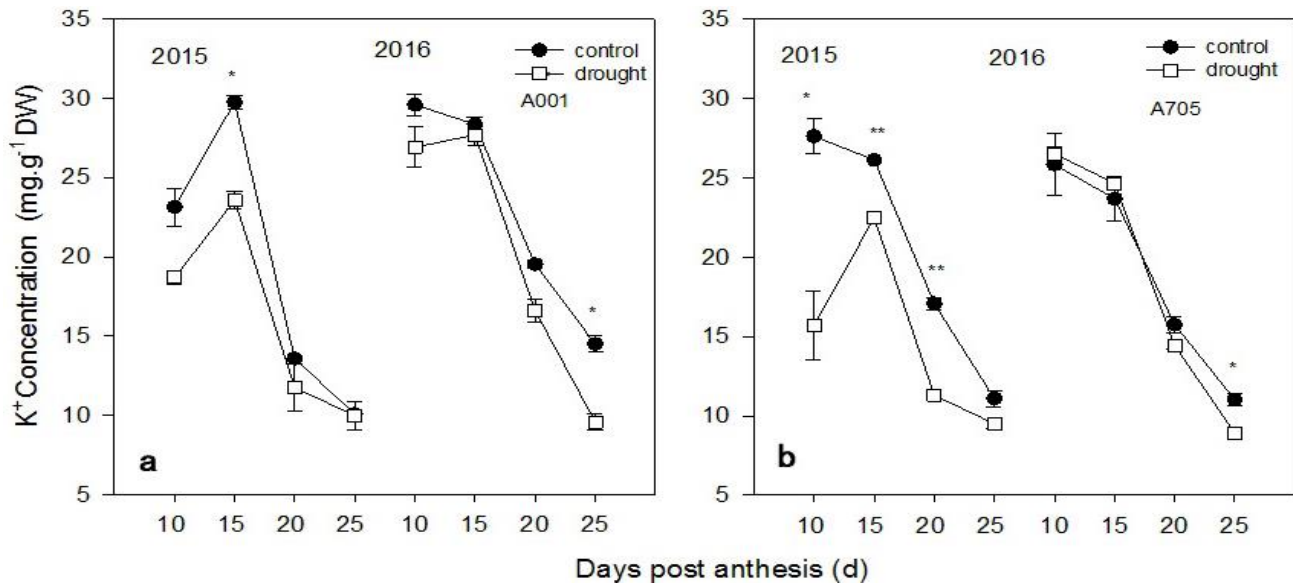 K⁺ Concentration (mg.g⁻¹ DW)
35
30
25
20
15
10
5
2015
*
2016
control
drought
A001
*
a
10 15 20 25 10 15 20 25
35
30
25
20
15
10
5
2015
*
**
**
2016
control
drought
A705
*
b
10 15 20 25 10 15 20 25
Days post anthesis (d)